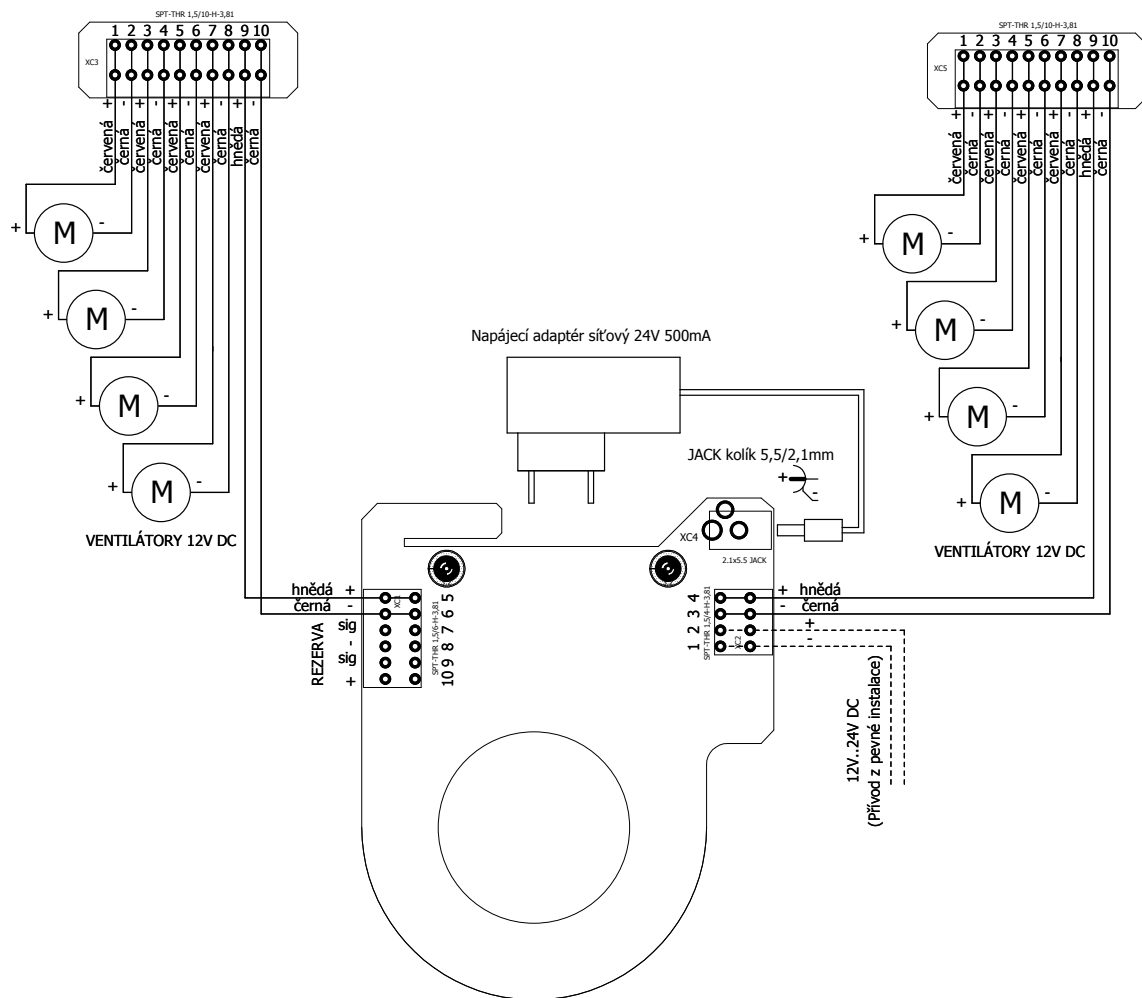 SPT-THR 1,5/10-H-3,81
1 2 3 4 5 6 7 8 9 10
XC3
+ - + - + - + - + -
červená černá červená černá červená černá červená černá hnědá černá
+ M -
+ M -
+ M -
+ M -
VENTILÁTORY 12V DC
SPT-THR 1,5/10-H-3,81
1 2 3 4 5 6 7 8 9 10
XC5
+ - + - + - + - + -
červená černá červená černá červená černá červená černá hnědá černá
+ M -
+ M -
+ M -
+ M -
VENTILÁTORY 12V DC
Napájecí adaptér síťový 24V 500mA
JACK kolík 5,5/2,1mm
+
-
XC4
2.1x5.5 JACK
hnědá +
černá -
sig
-
sig
+
REZERVA
XC1
SPT-THR 1,5/6-H-3,81
5 6 7 8 9 10
1 2 3 4
SPT-THR 1,5/4-H-3,81
XC2
+ hnědá
- černá
+
-
12V..24V DC
(Přívod z pevné instalace)